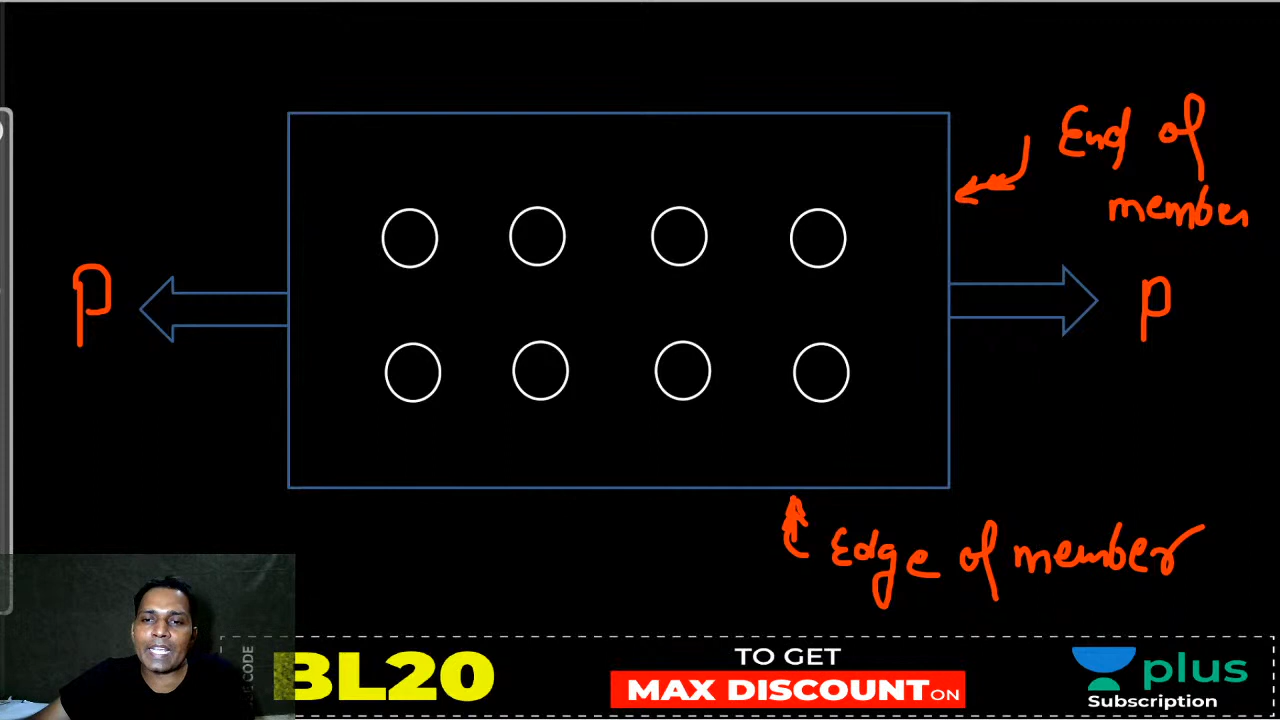 End of
member
P
P
Edge of member
CODE
BL20
TO GET
MAX DISCOUNT ON
plus
Subscription